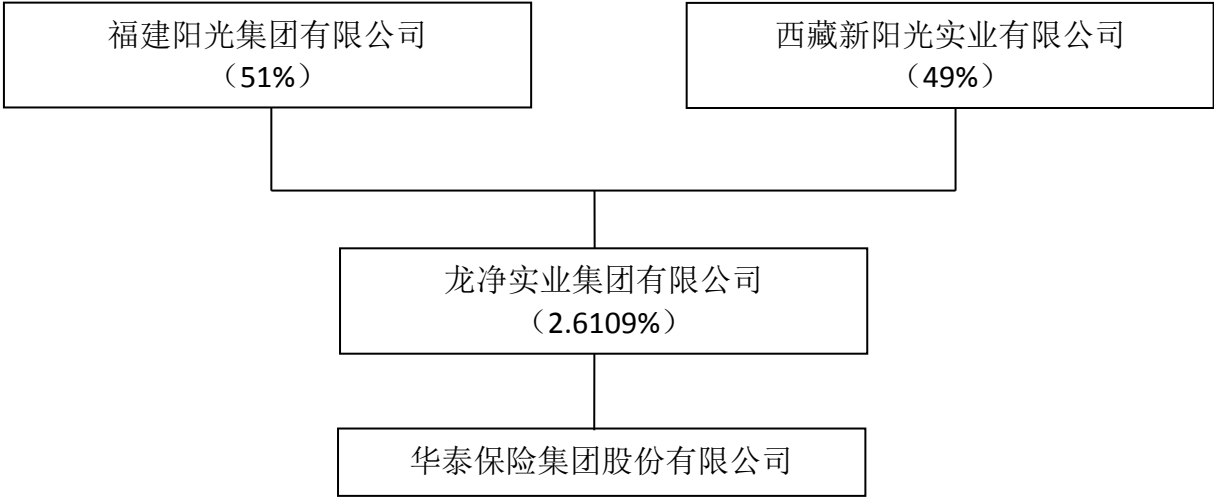 福建阳光集团有限公司
（51%）
西藏新阳光实业有限公司
（49%）
龙净实业集团有限公司
（2.6109%）
华泰保险集团股份有限公司